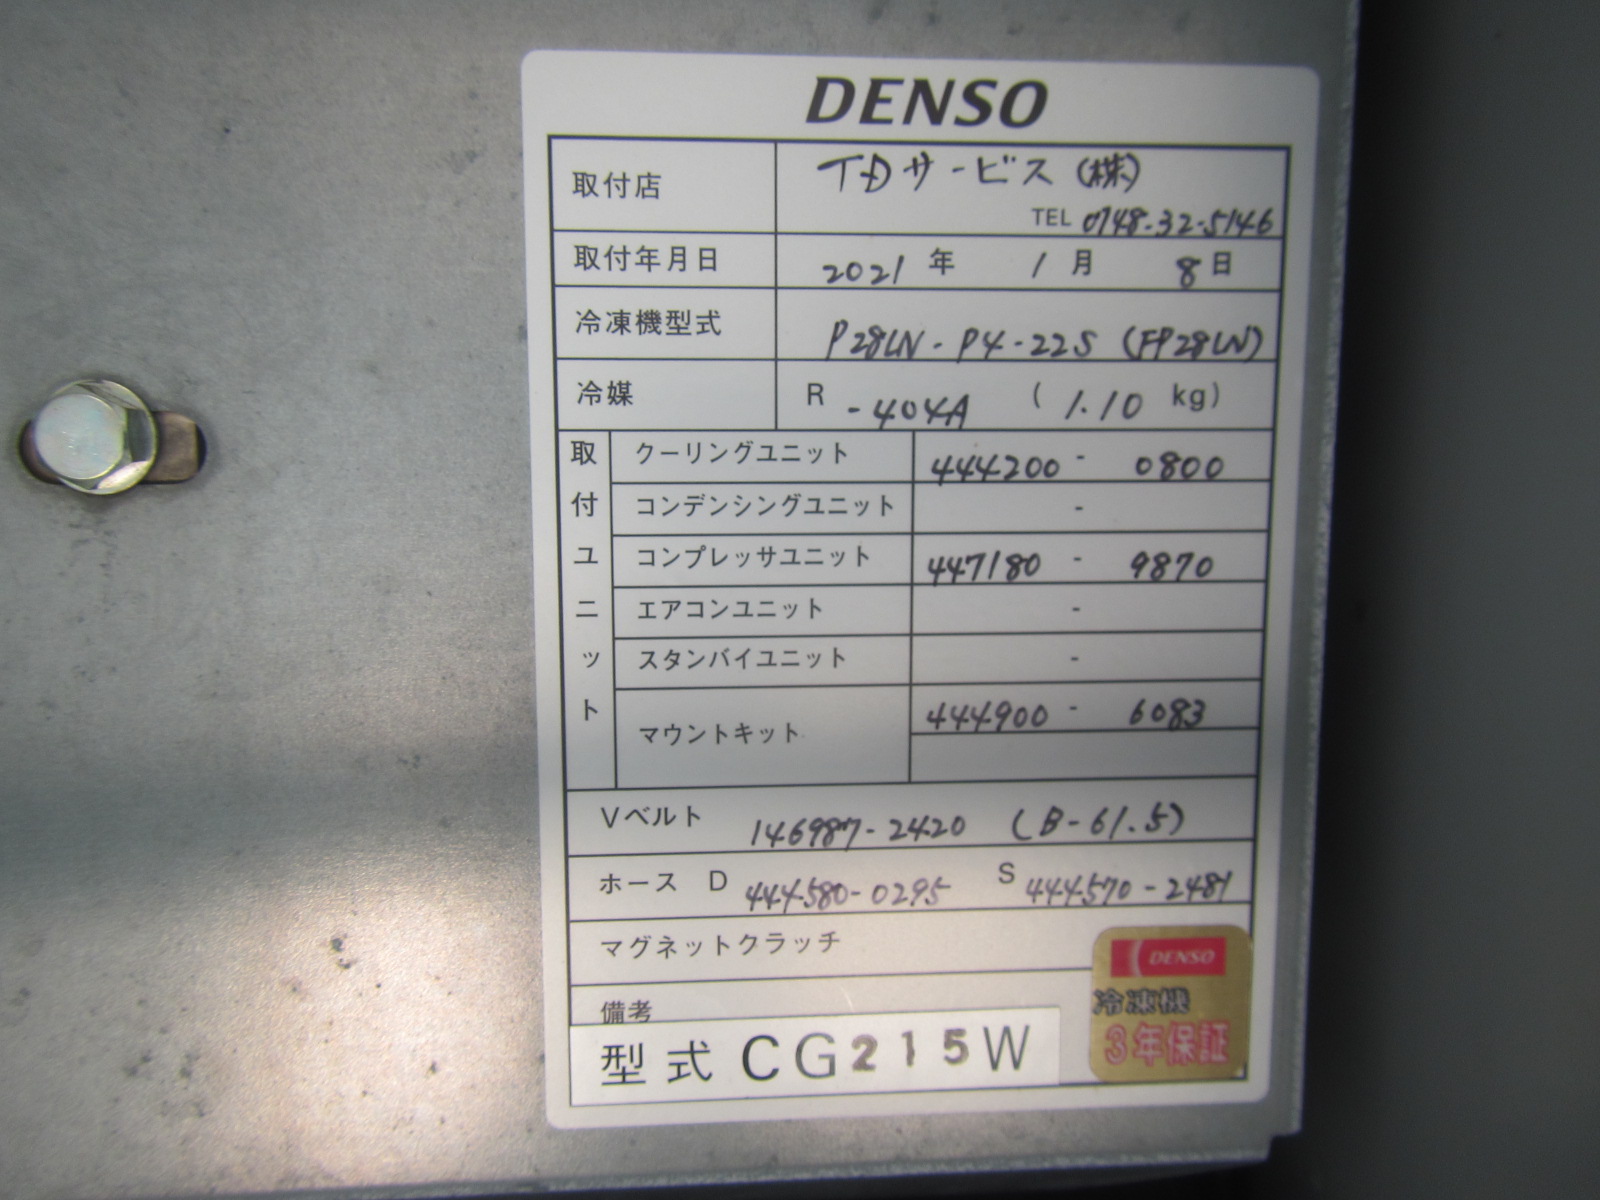 DENSO
取付店 TDサービス(株)
TEL 0748-32-5146
取付年月日 2021 年 1 月 8 日
冷凍機型式 P28LN-P4-22S (FP28LN)
冷媒 R -404A ( 1.10 kg)
取付ユニット
クーリングユニット 444200 - 0800
コンデンシングユニット -
コンプレッサユニット 447180 - 9870
エアコンユニット -
スタンバイユニット -
マウントキット 444900 - 6083
Vベルト 146987-2420 (B-61.5)
ホース D 444580-0295 S 444570-2481
マグネットクラッチ
備考
型式 CG215W
DENSO
冷凍機
3年保証